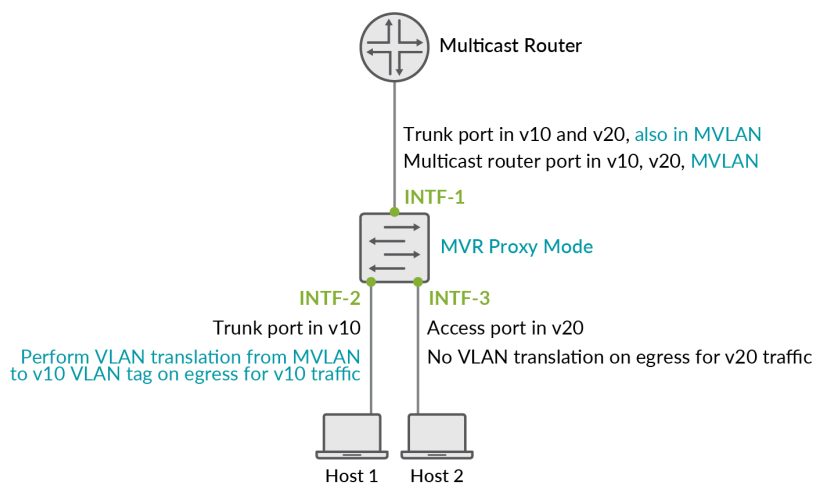 Multicast Router
Trunk port in v10 and v20, also in MVLAN
Multicast router port in v10, v20, MVLAN
INTF-1
MVR Proxy Mode
INTF-2
INTF-3
Trunk port in v10
Access port in v20
Perform VLAN translation from MVLAN
to v10 VLAN tag on egress for v10 traffic
No VLAN translation on egress for v20 traffic
Host 1
Host 2